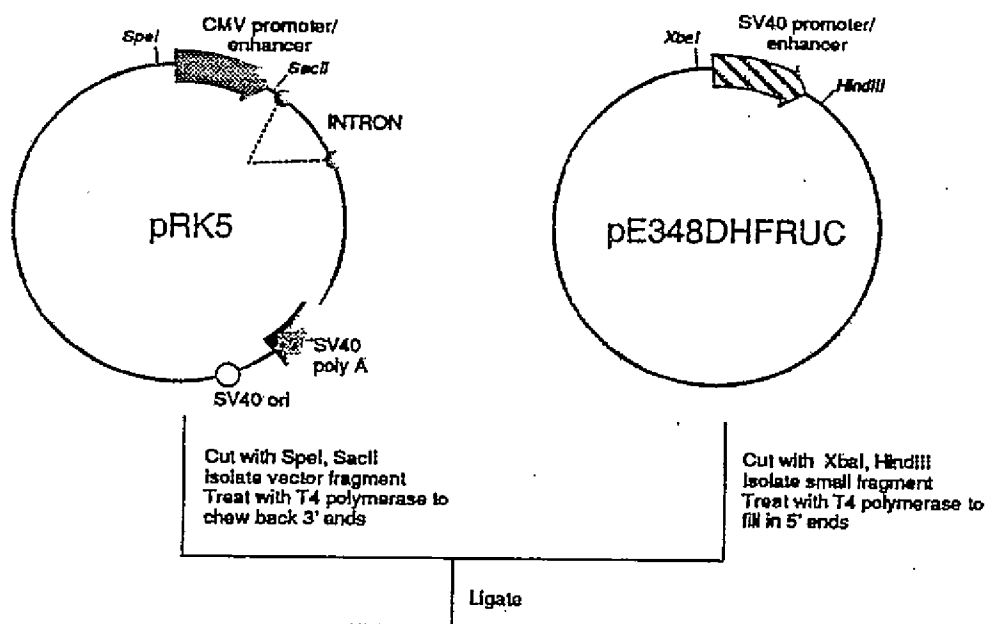 CMV promoter/
enhancer
SpeI
SacII
INTRON
pRK5
SV40
poly A
SV40 ori
SV40 promoter/
enhancer
XbaI
HindIII
pE348DHFRUC
Cut with SpeI, SacII
Isolate vector fragment
Treat with T4 polymerase to
chew back 3' ends
Cut with XbaI, HindIII
Isolate small fragment
Treat with T4 polymerase to
fill in 5' ends
Ligate